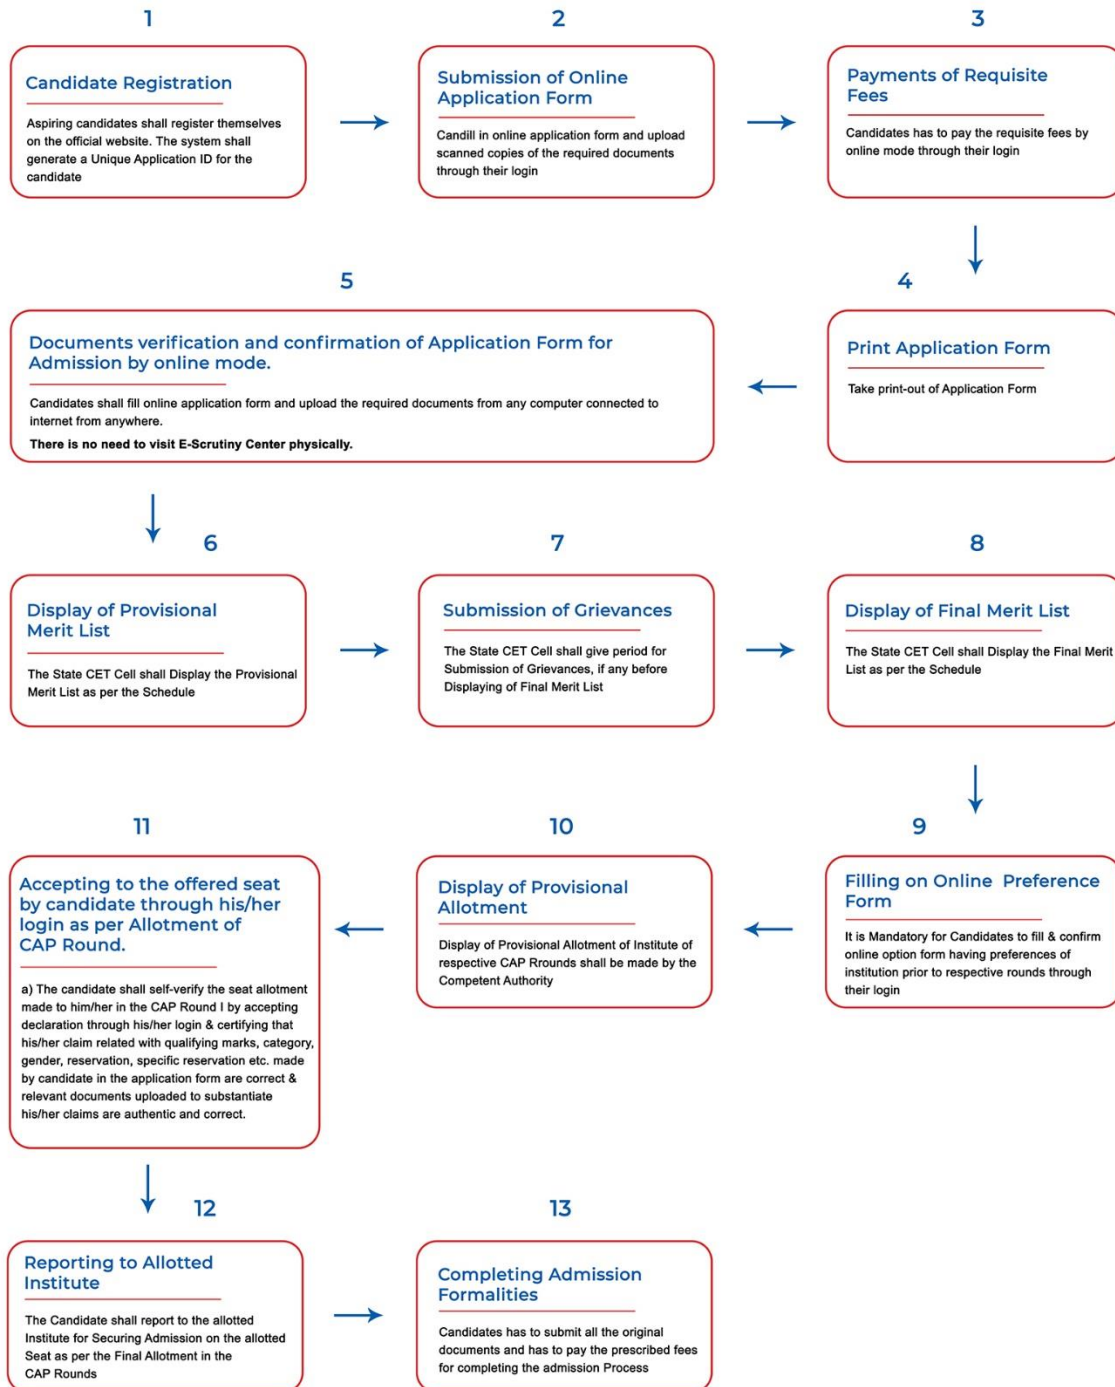 1
Candidate Registration
Aspiring candidates shall register themselves
on the official website. The system shall
generate a Unique Application ID for the
candidate
2
Submission of Online
Application Form
Candill in online application form and upload
scanned copies of the required documents
through their login
3
Payments of Requisite
Fees
Candidates has to pay the requisite fees by
online mode through their login
4
Print Application Form
Take print-out of Application Form
5
Documents verification and confirmation of Application Form for
Admission by online mode.
Candidates shall fill online application form and upload the required documents from any computer connected to
internet from anywhere.
There is no need to visit E-Scrutiny Center physically.
6
Display of Provisional
Merit List
The State CET Cell shall Display the Provisional
Merit List as per the Schedule
7
Submission of Grievances
The State CET Cell shall give period for
Submission of Grievances, if any before
Displaying of Final Merit List
8
Display of Final Merit List
The State CET Cell shall Display the Final Merit
List as per the Schedule
9
Filling on Online Preference
Form
It is Mandatory for Candidates to fill & confirm
online option form having preferences of
institution prior to respective rounds through
their login
10
Display of Provisional
Allotment
Display of Provisional Allotment of Institute of
respective CAP Rrounds shall be made by the
Competent Authority
11
Accepting to the offered seat
by candidate through his/her
login as per Allotment of
CAP Round.
a) The candidate shall self-verify the seat allotment
made to him/her in the CAP Round I by accepting
declaration through his/her login & certifying that
his/her claim related with qualifying marks, category,
gender, reservation, specific reservation etc. made
by candidate in the application form are correct &
relevant documents uploaded to substantiate
his/her claims are authentic and correct.
12
Reporting to Allotted
Institute
The Candidate shall report to the allotted
Institute for Securing Admission on the allotted
Seat as per the Final Allotment in the
CAP Rounds
13
Completing Admission
Formalities
Candidates has to submit all the original
documents and has to pay the prescribed fees
for completing the admission Process